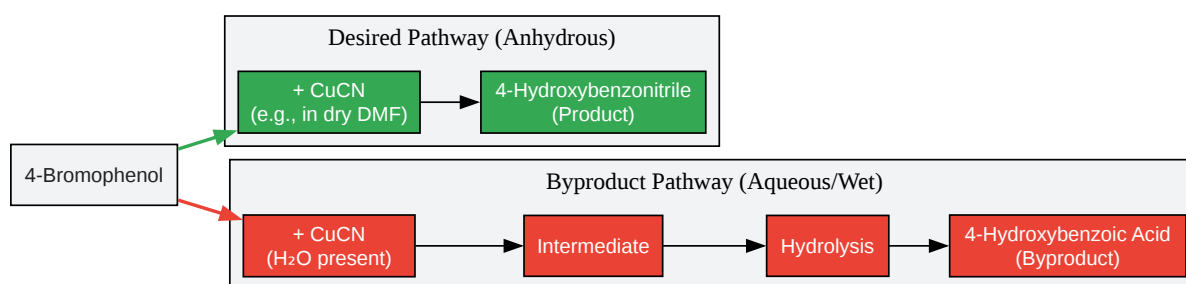 Desired Pathway (Anhydrous)
+ CuCN
(e.g., in dry DMF)
4-Hydroxybenzonitrile
(Product)
4-Bromophenol
Byproduct Pathway (Aqueous/Wet)
+ CuCN
(H₂O present)
Intermediate
Hydrolysis
4-Hydroxybenzoic Acid
(Byproduct)